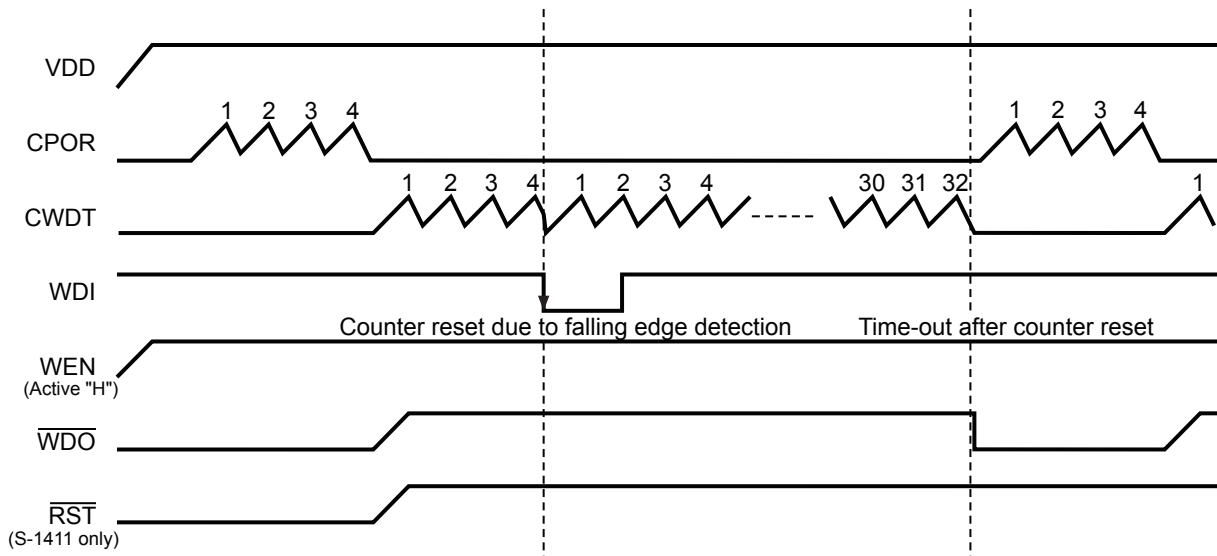 VDD
1 2 3 4 1 2 3 4
CPOR
1 2 3 4 1 2 3 4 30 31 32 1
CWDT
WDI
Counter reset due to falling edge detection Time-out after counter reset
WEN
(Active "H")
WDO
RST
(S-1411 only)